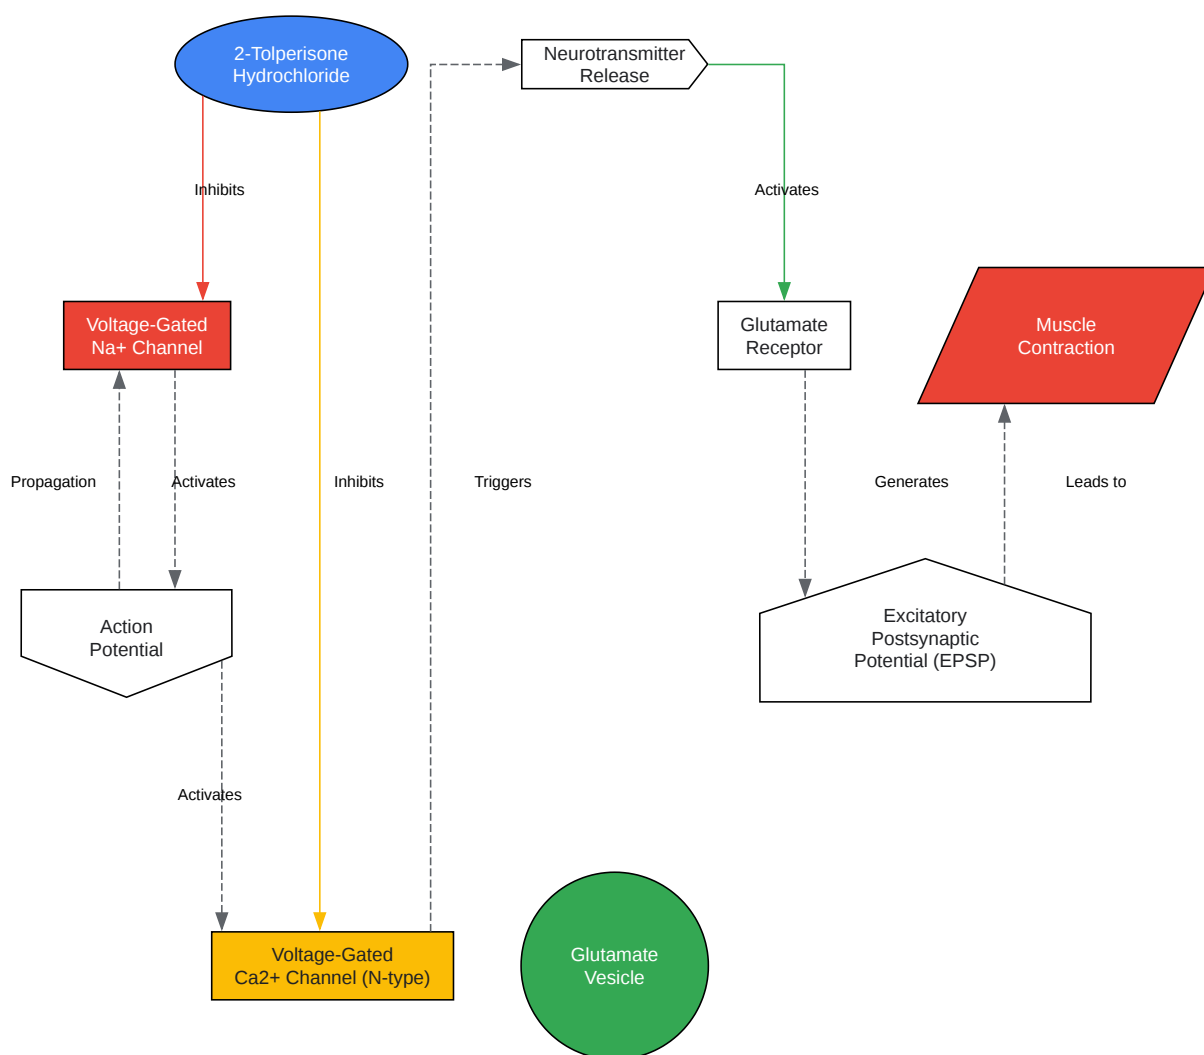 2-Tolperisone
Hydrochloride
Neurotransmitter
Release
Inhibits
Activates
Voltage-Gated
Na+ Channel
Glutamate
Receptor
Muscle
Contraction
Propagation
Activates
Inhibits
Triggers
Generates
Leads to
Action
Potential
Excitatory
Postsynaptic
Potential (EPSP)
Activates
Voltage-Gated
Ca2+ Channel (N-type)
Glutamate
Vesicle